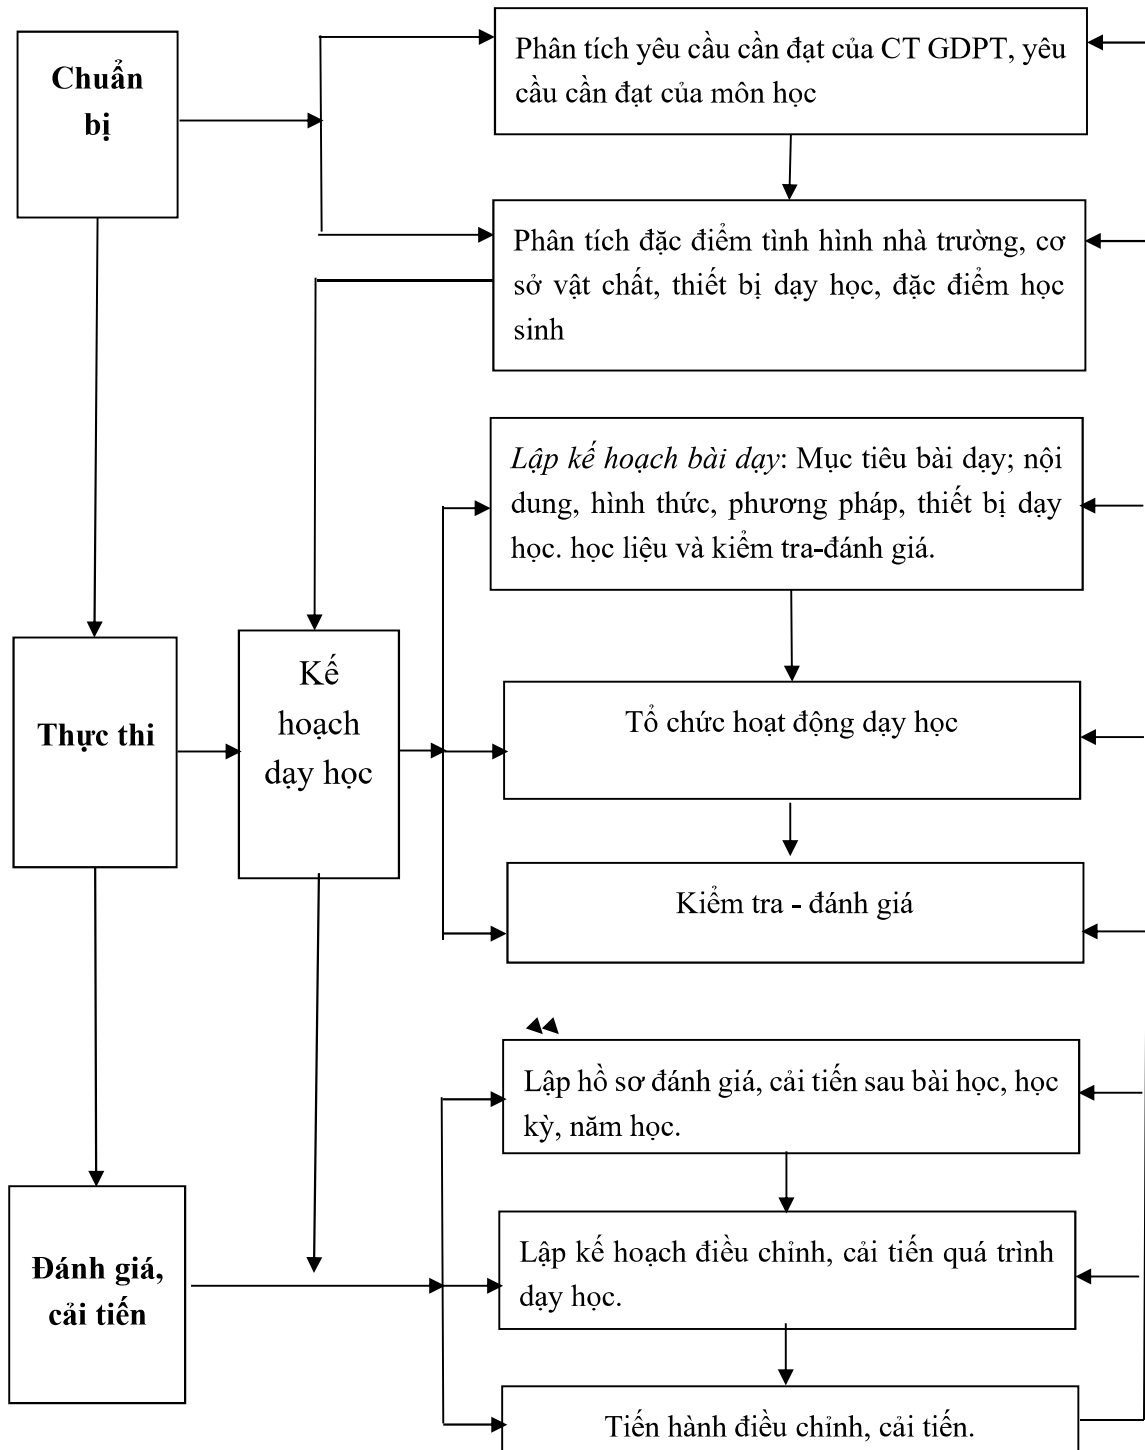 Chuẩn
bị
Phân tích yêu cầu cần đạt của CT GDPT, yêu
cầu cần đạt của môn học
Phân tích đặc điểm tình hình nhà trường, cơ
sở vật chất, thiết bị dạy học, đặc điểm học
sinh
Lập kế hoạch bài dạy: Mục tiêu bài dạy; nội
dung, hình thức, phương pháp, thiết bị dạy
học. học liệu và kiểm tra-đánh giá.
Thực thi
Kế
hoạch
dạy học
Tổ chức hoạt động dạy học
Kiểm tra - đánh giá
Lập hồ sơ đánh giá, cải tiến sau bài học, học
kỳ, năm học.
Đánh giá,
cải tiến
Lập kế hoạch điều chỉnh, cải tiến quá trình
dạy học.
Tiến hành điều chỉnh, cải tiến.